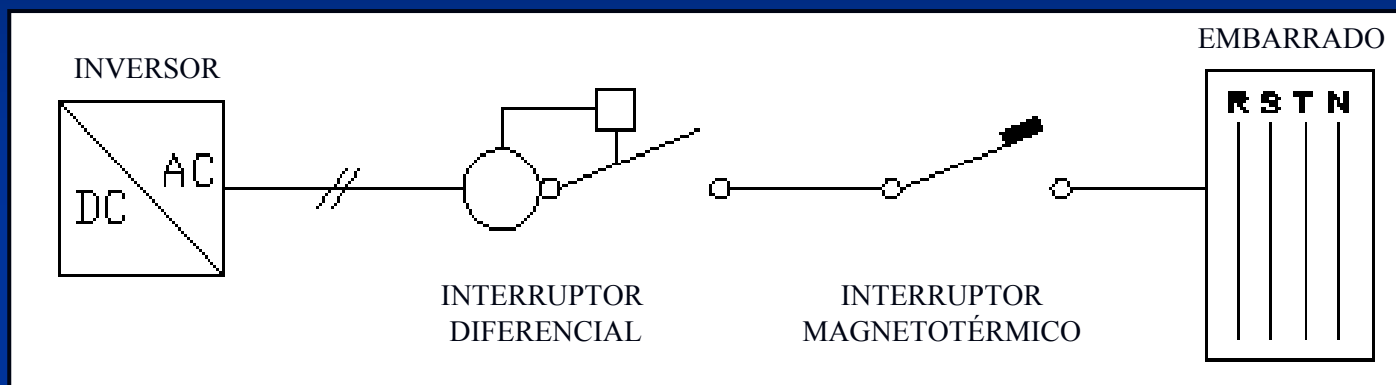 EMBARRADO
INVERSOR
R S T N
AC
DC
INTERRUPTOR
DIFERENCIAL
INTERRUPTOR
MAGNETOTÉRMICO